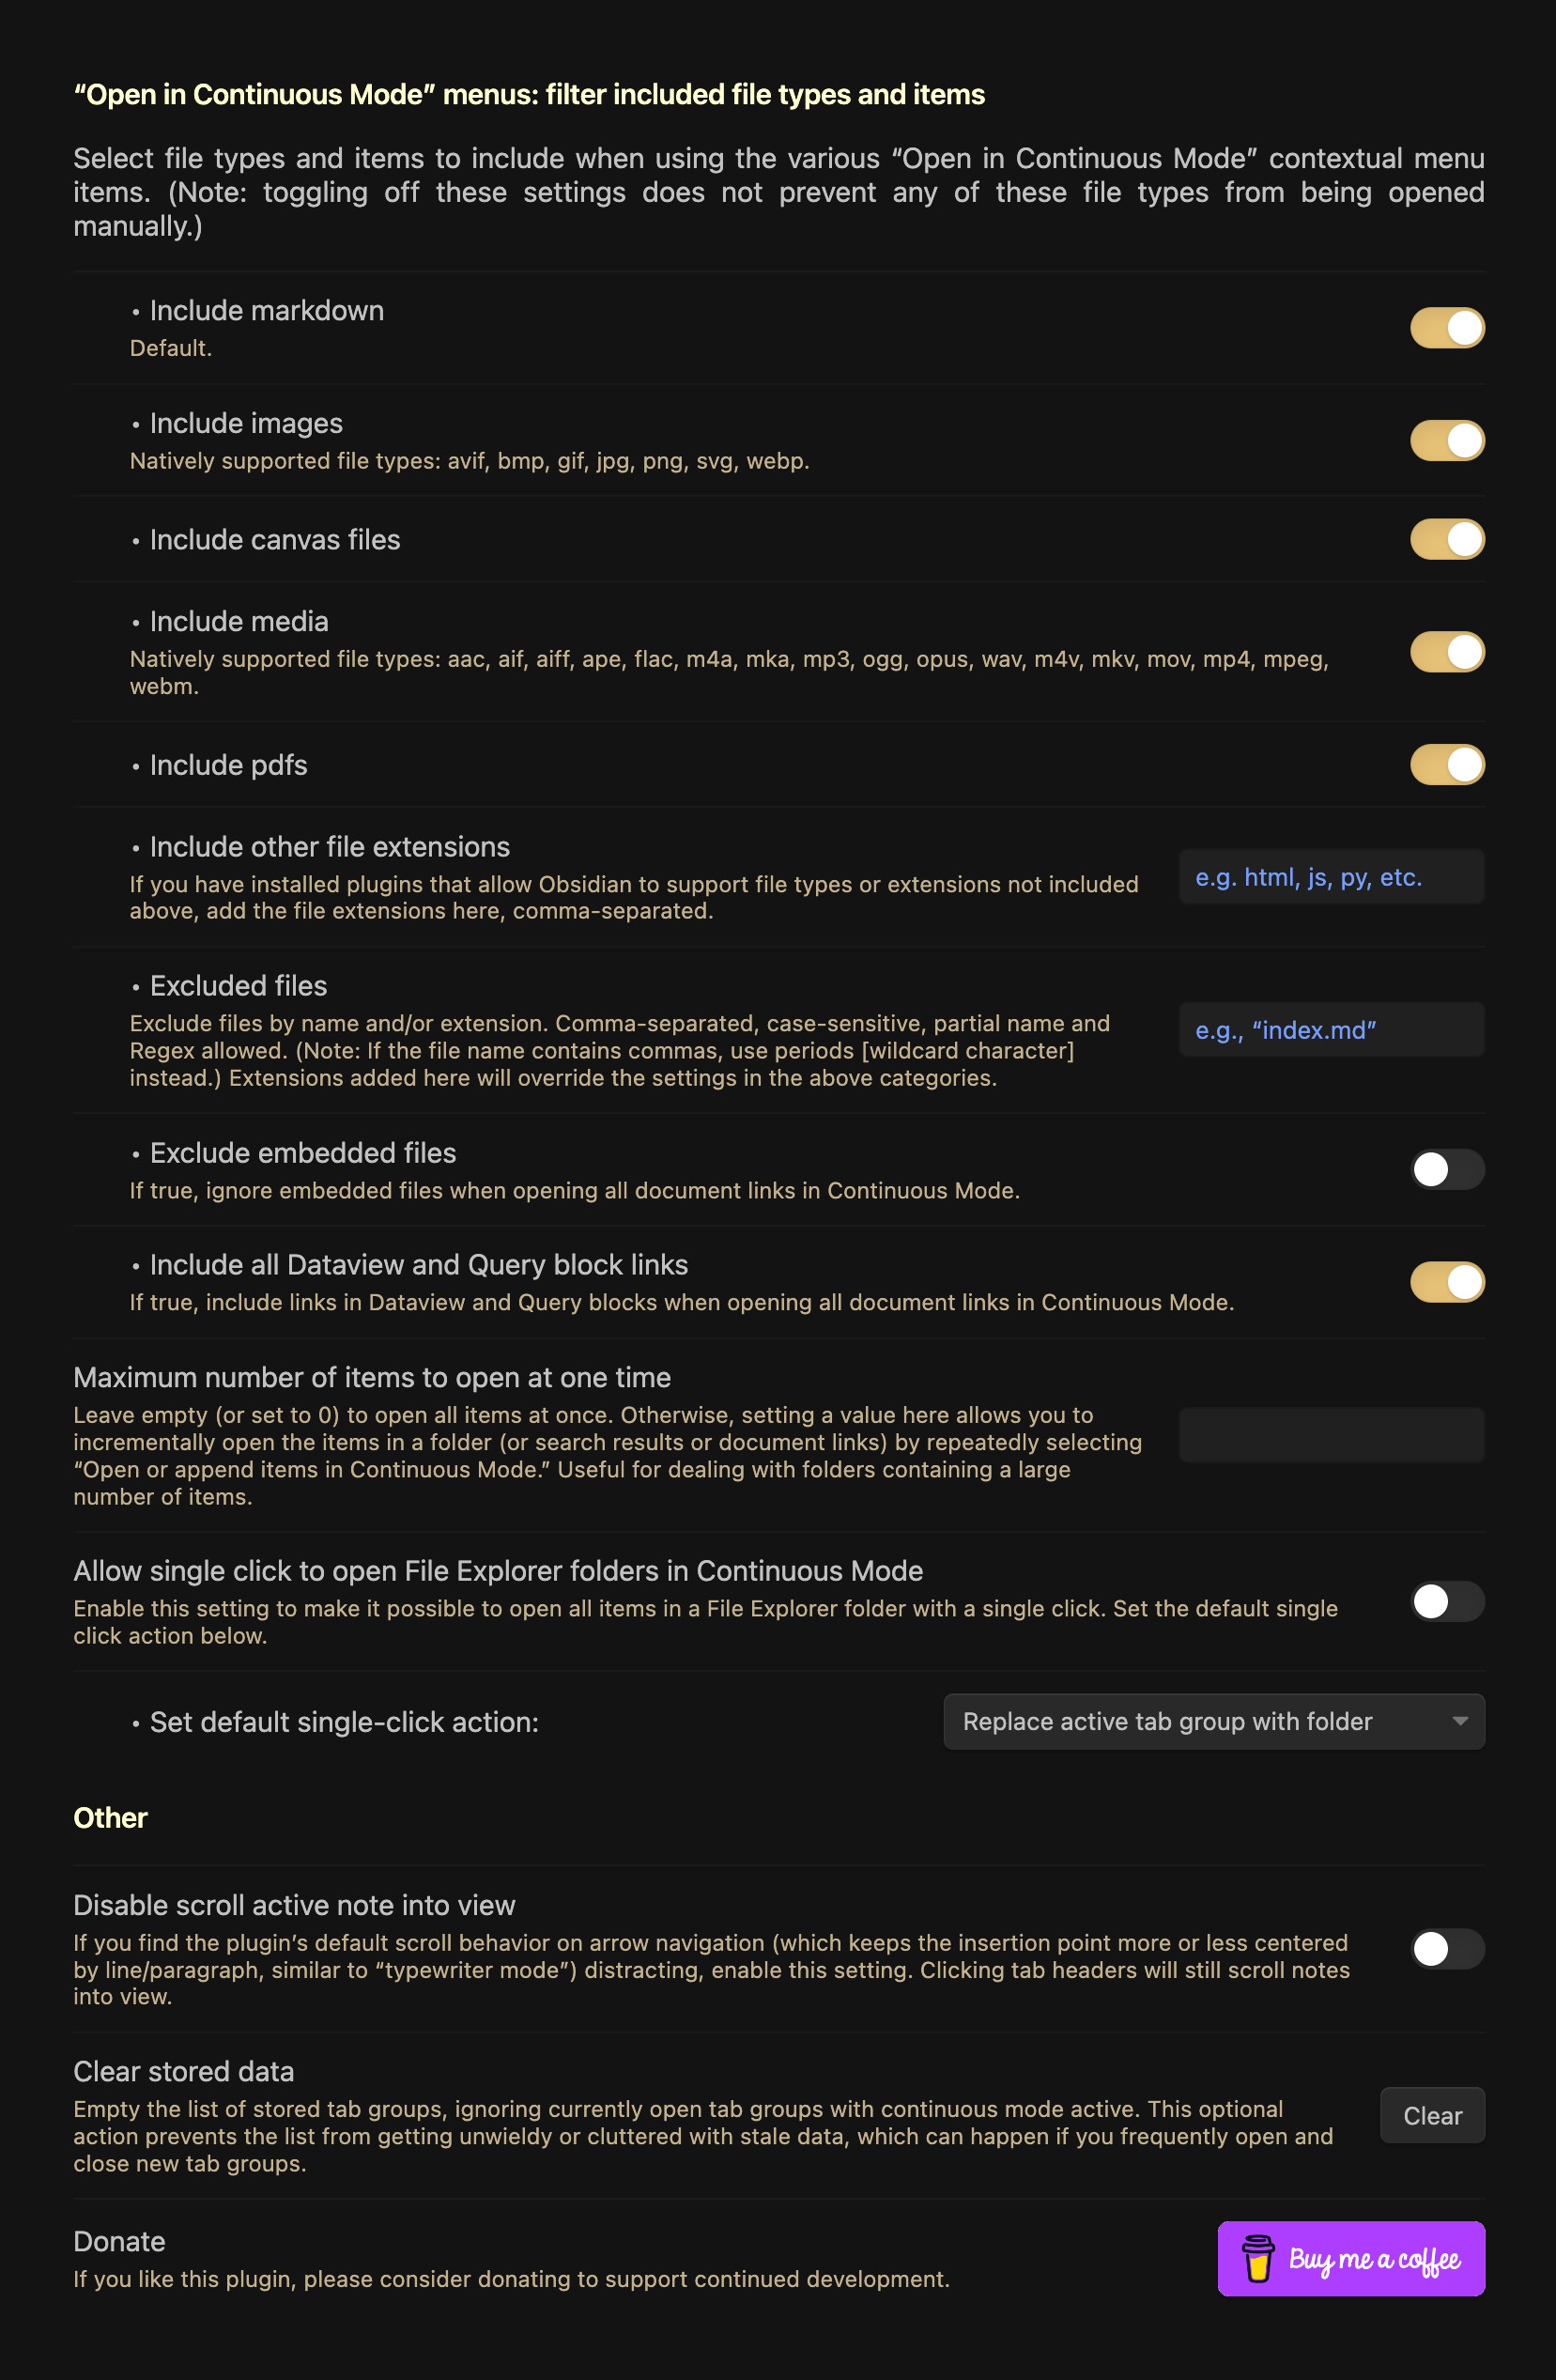 “Open in Continuous Mode” menus: filter included file types and items
Select file types and items to include when using the various “Open in Continuous Mode” contextual menu
items. (Note: toggling off these settings does not prevent any of these file types from being opened
manually.)
• Include markdown
Default.
• Include images
Natively supported file types: avif, bmp, gif, jpg, png, svg, webp.
• Include canvas files
• Include media
Natively supported file types: aac, aif, aiff, ape, flac, m4a, mka, mp3, ogg, opus, wav, m4v, mkv, mov, mp4, mpeg,
webm.
• Include pdfs
• Include other file extensions
If you have installed plugins that allow Obsidian to support file types or extensions not included
above, add the file extensions here, comma-separated.
e.g. html, js, py, etc.
• Excluded files
Exclude files by name and/or extension. Comma-separated, case-sensitive, partial name and
Regex allowed. (Note: If the file name contains commas, use periods [wildcard character]
instead.) Extensions added here will override the settings in the above categories.
e.g., “index.md”
• Exclude embedded files
If true, ignore embedded files when opening all document links in Continuous Mode.
• Include all Dataview and Query block links
If true, include links in Dataview and Query blocks when opening all document links in Continuous Mode.
Maximum number of items to open at one time
Leave empty (or set to 0) to open all items at once. Otherwise, setting a value here allows you to
incrementally open the items in a folder (or search results or document links) by repeatedly selecting
“Open or append items in Continuous Mode.” Useful for dealing with folders containing a large
number of items.
Allow single click to open File Explorer folders in Continuous Mode
Enable this setting to make it possible to open all items in a File Explorer folder with a single click. Set the default single
click action below.
• Set default single-click action:
Replace active tab group with folder
Other
Disable scroll active note into view
If you find the plugin’s default scroll behavior on arrow navigation (which keeps the insertion point more or less centered
by line/paragraph, similar to “typewriter mode”) distracting, enable this setting. Clicking tab headers will still scroll notes
into view.
Clear stored data
Empty the list of stored tab groups, ignoring currently open tab groups with continuous mode active. This optional
action prevents the list from getting unwieldy or cluttered with stale data, which can happen if you frequently open and
close new tab groups.
Clear
Donate
If you like this plugin, please consider donating to support continued development.
Buy me a coffee